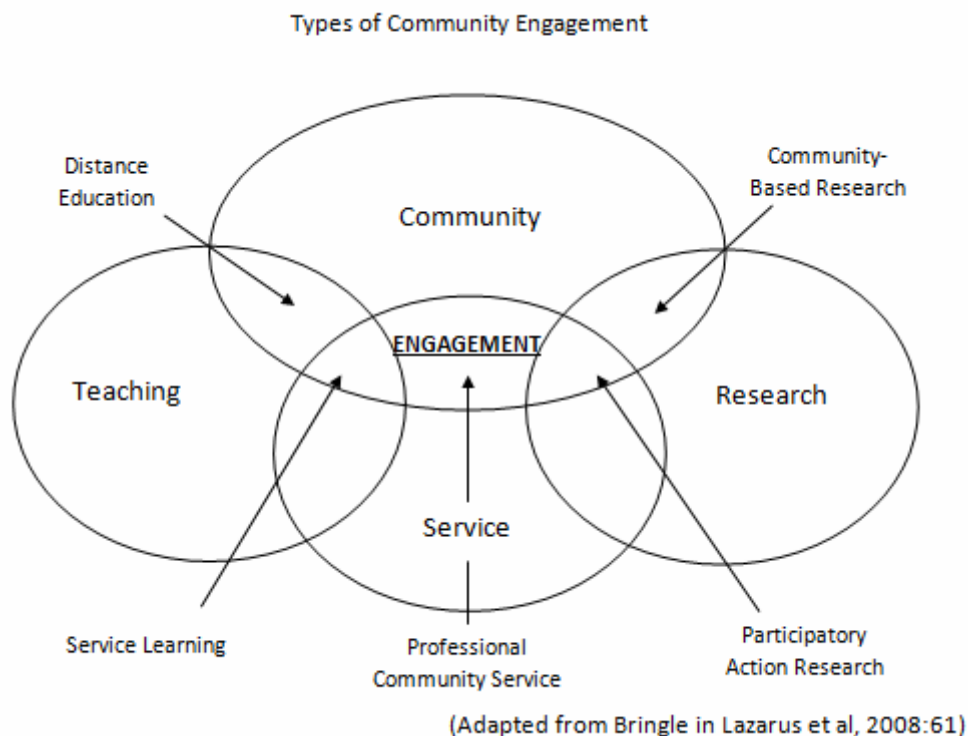 Types of Community Engagement
Distance
Education
Community-
Based Research
Community
ENGAGEMENT
Teaching
Research
Service
Service Learning
Professional
Community Service
Participatory
Action Research
(Adapted from Bringle in Lazarus et al, 2008:61)